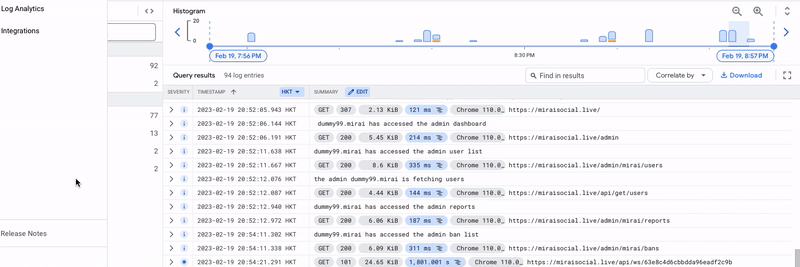 Log Analytics
Integrations
92
2
77
13
2
2
Release Notes
Histogram
20
0
Feb 19, 7:56 PM
8:30 PM
Feb 19, 8:57 PM
Query results 94 log entries
Find in results
Correlate by
Download
SEVERITY TIMESTAMP HKT SUMMARY EDIT
2023-02-19 20:52:05.943 HKT GET 307 2.13 KiB 121 ms Chrome 110.0… https://miraisocial.live/
2023-02-19 20:52:06.144 HKT dummy99.mirai has accessed the admin dashboard
2023-02-19 20:52:06.191 HKT GET 200 5.45 KiB 214 ms Chrome 110.0… https://miraisocial.live/admin
2023-02-19 20:52:11.638 HKT dummy99.mirai has accessed the admin user list
2023-02-19 20:52:11.667 HKT GET 200 8.6 KiB 335 ms Chrome 110.0… https://miraisocial.live/admin/mirai/users
2023-02-19 20:52:12.076 HKT the admin dummy99.mirai is fetching users
2023-02-19 20:52:12.087 HKT GET 200 4.44 KiB 144 ms Chrome 110.0… https://miraisocial.live/api/get/users
2023-02-19 20:52:12.940 HKT dummy99.mirai has accessed the admin reports
2023-02-19 20:52:12.972 HKT GET 200 6.06 KiB 187 ms Chrome 110.0… https://miraisocial.live/admin/mirai/reports
2023-02-19 20:54:11.302 HKT dummy99.mirai has accessed the admin ban list
2023-02-19 20:54:11.338 HKT GET 200 6.09 KiB 311 ms Chrome 110.0… https://miraisocial.live/admin/mirai/bans
2023-02-19 20:54:21.291 HKT GET 101 24.65 KiB 1,801.001 s Chrome 110.0… https://miraisocial.live/api/ws/63e8c4d6cbbdda96eadf2c9b